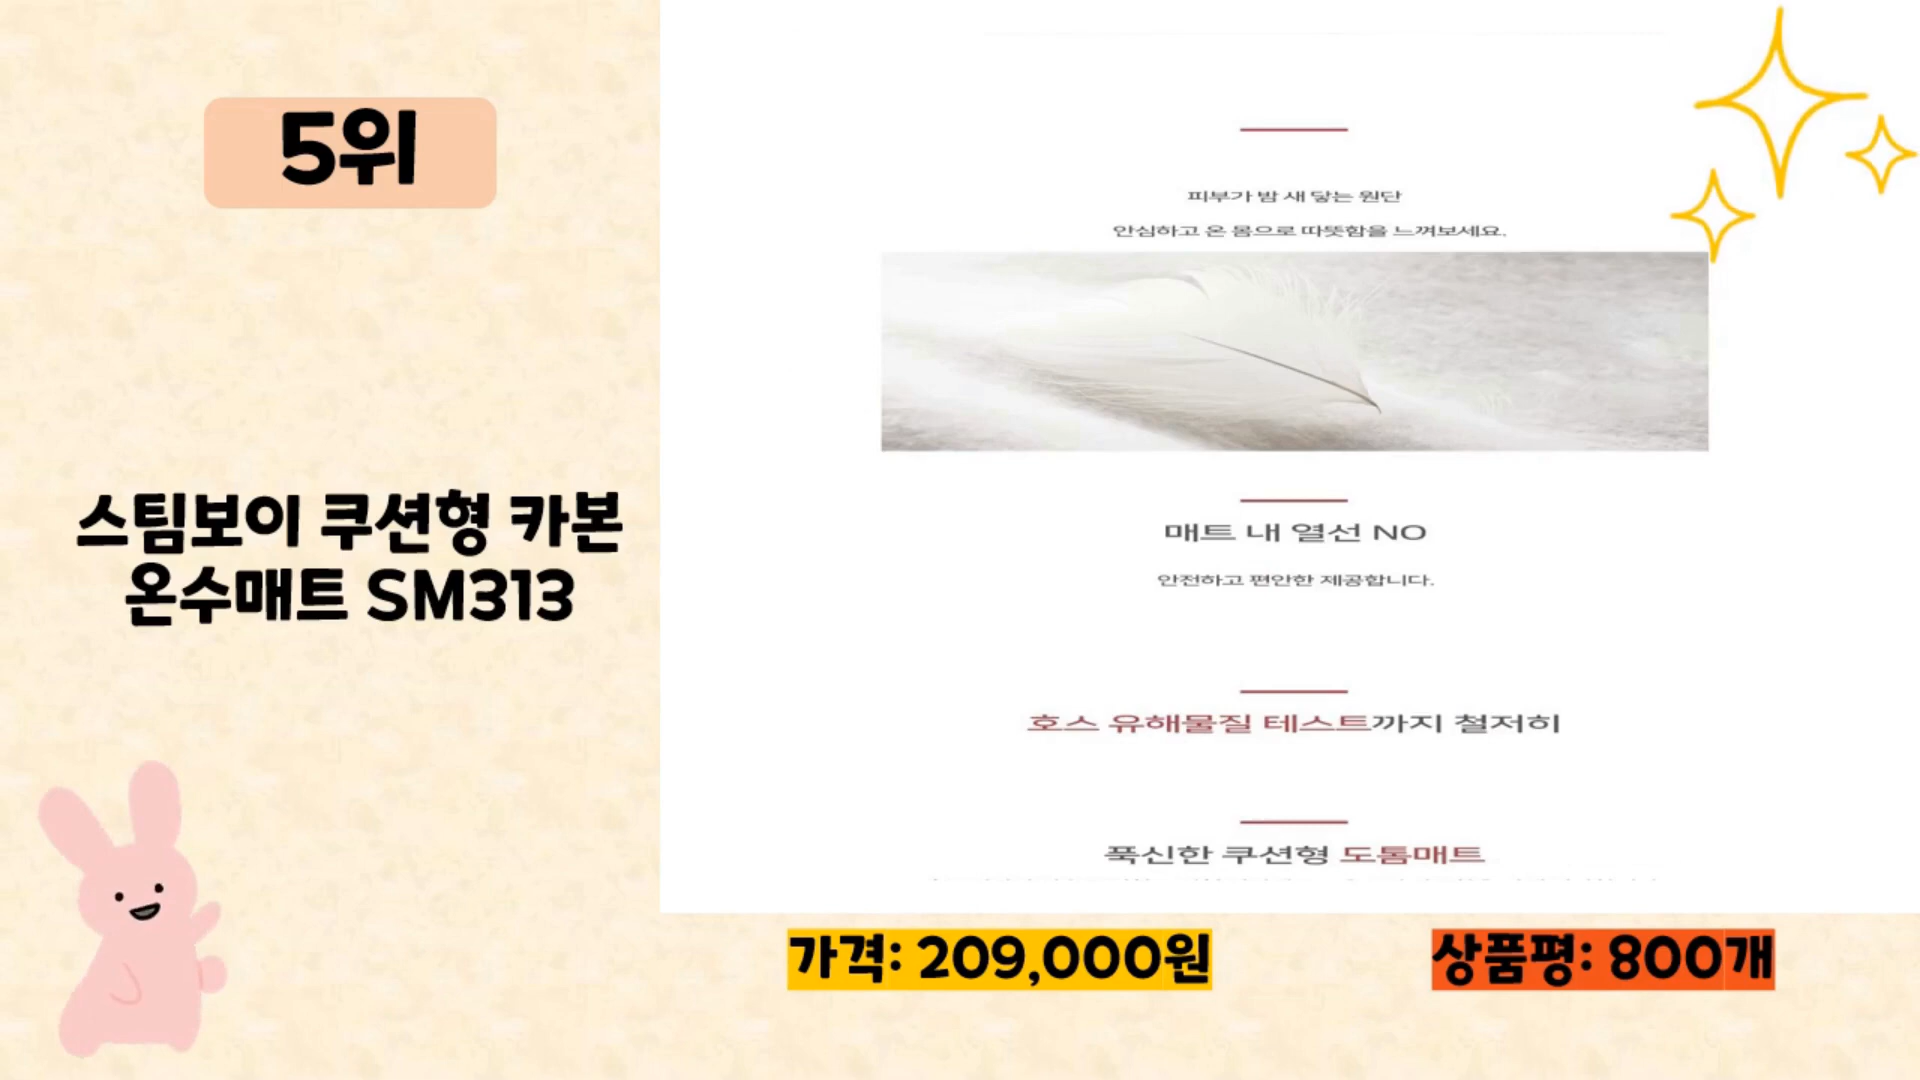 5위
스팀보이 쿠션형 카본
온수매트 SM313
피부가 밤 새 닿는 원단
안심하고 온 몸으로 따뜻함을 느껴보세요.
매트 내 열선 NO
안전하고 편안한 제공합니다.
호스 유해물질 테스트까지 철저히
푹신한 쿠션형 도톰매트
가격: 209,000원
상품평: 800개